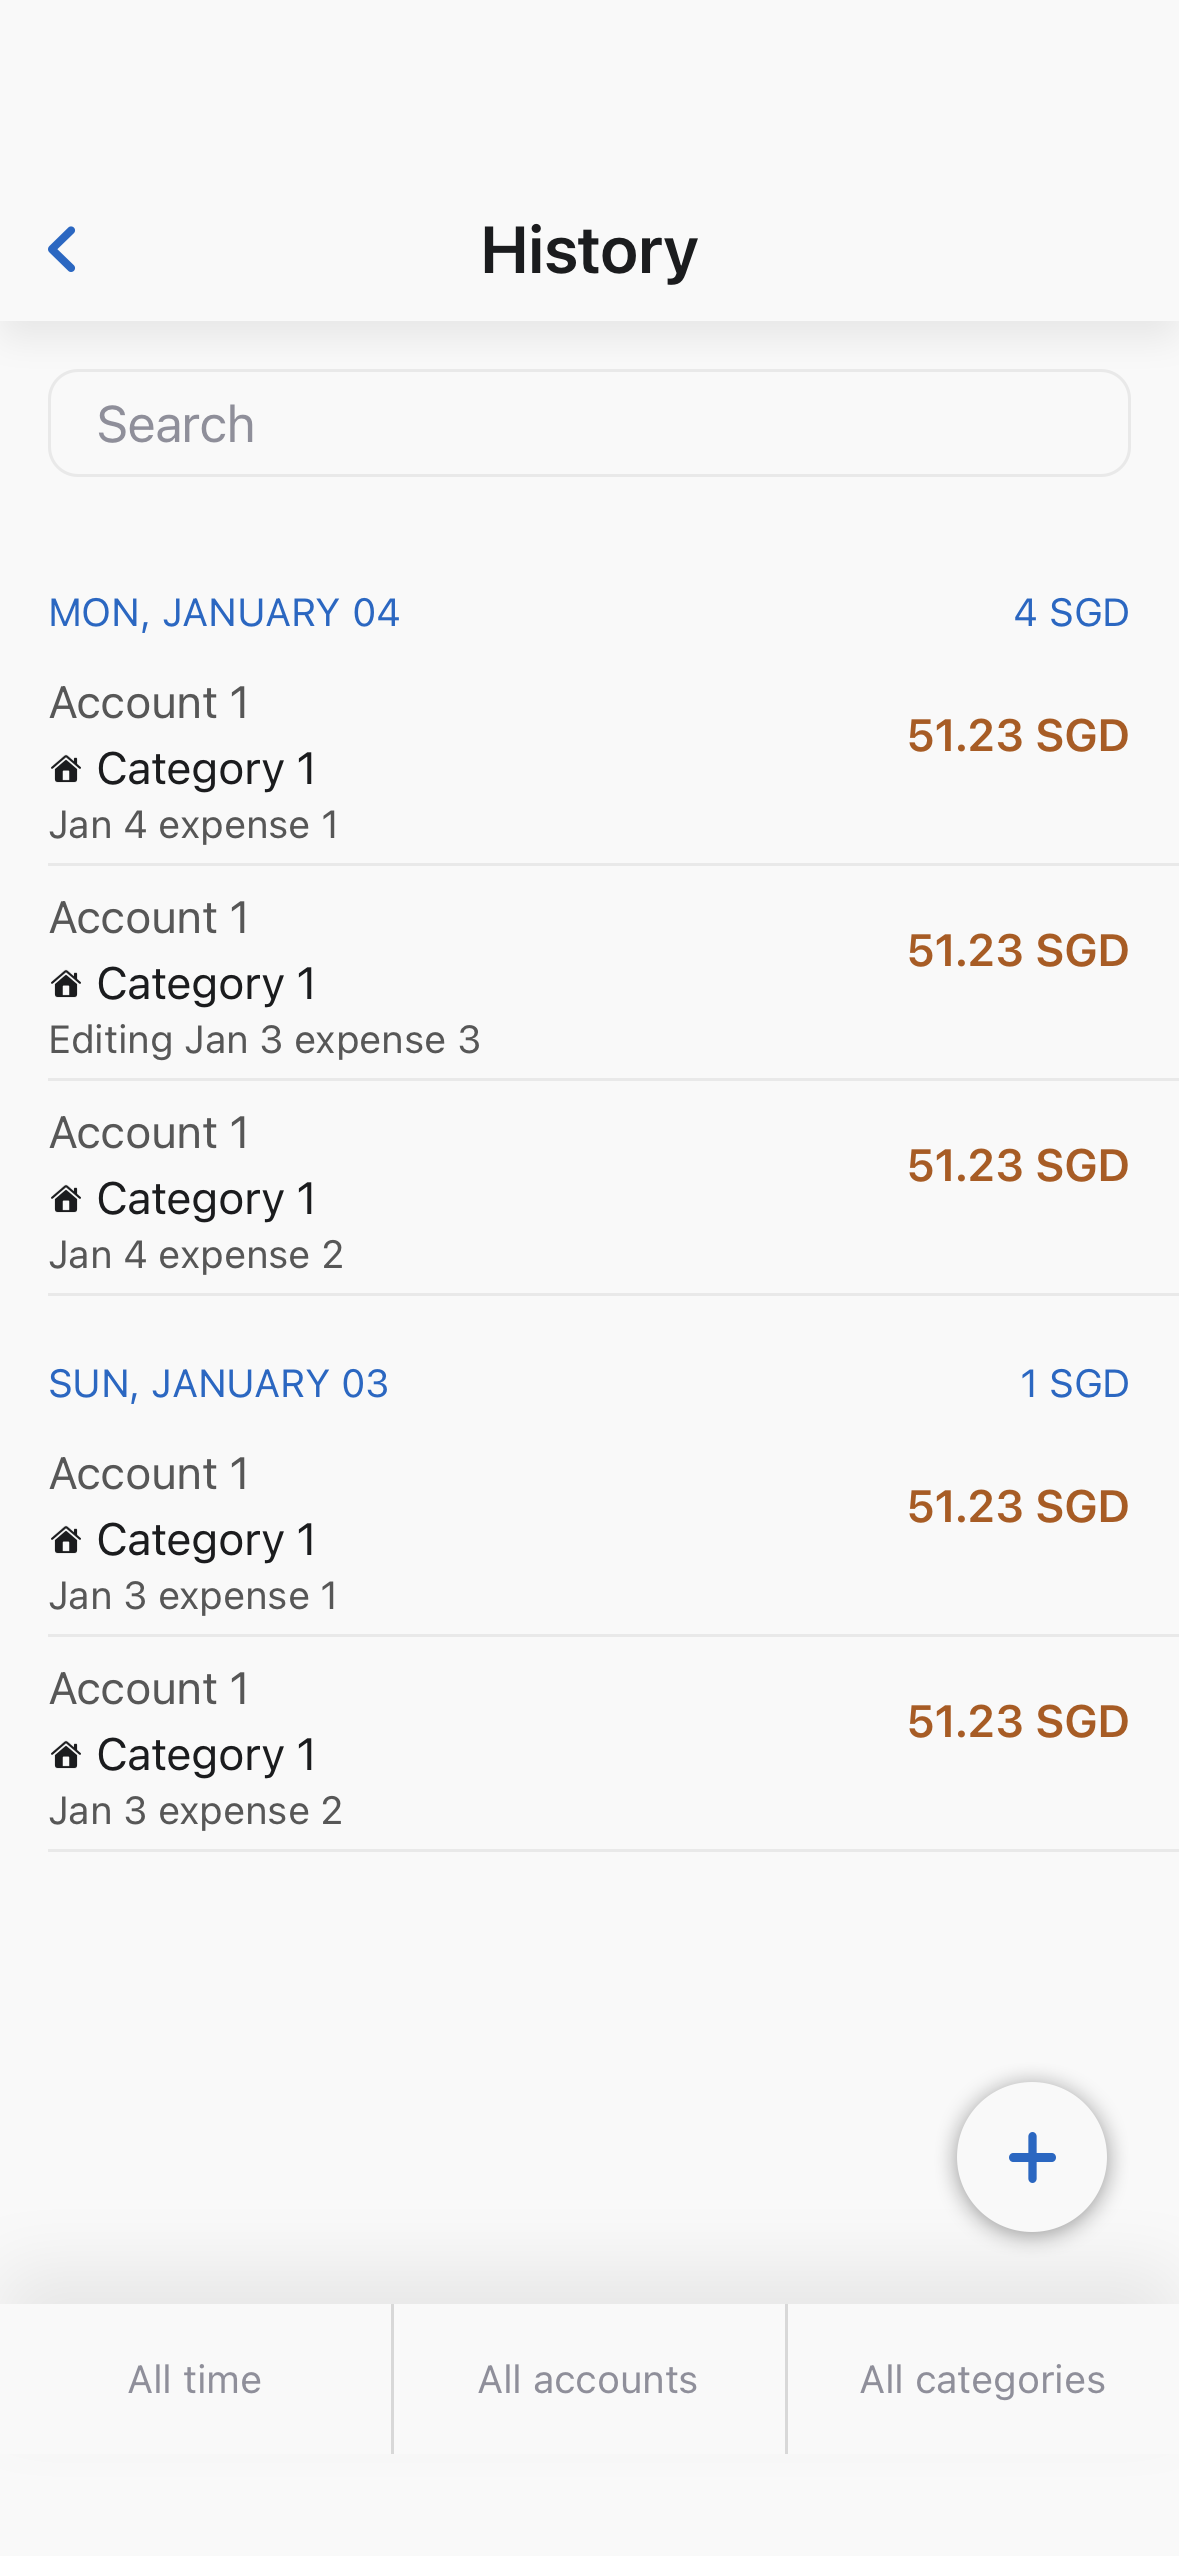 History
Search
MON, JANUARY 04 4 SGD
Account 1
51.23 SGD
Category 1
Jan 4 expense 1
Account 1
51.23 SGD
Category 1
Editing Jan 3 expense 3
Account 1
51.23 SGD
Category 1
Jan 4 expense 2
SUN, JANUARY 03 1 SGD
Account 1
51.23 SGD
Category 1
Jan 3 expense 1
Account 1
51.23 SGD
Category 1
Jan 3 expense 2
All time All accounts All categories